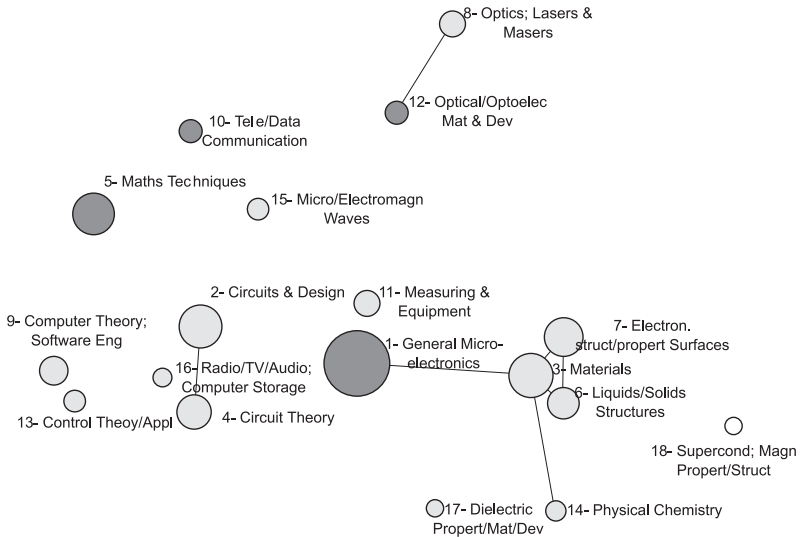 8- Optics; Lasers &
Masers
12- Optical/Optoelec
Mat & Dev
10- Tele/Data
Communication
5- Maths Techniques
15- Micro/Electromagn
Waves
2- Circuits & Design
11- Measuring &
Equipment
9- Computer Theory;
Software Eng
1- General Micro-
electronics
7- Electron.
struct/propert Surfaces
16- Radio/TV/Audio;
Computer Storage
3- Materials
6- Liquids/Solids
Structures
13- Control Theoy/Appl
4- Circuit Theory
18- Supercond; Magn
Propert/Struct
17- Dielectric
Propert/Mat/Dev
14- Physical Chemistry